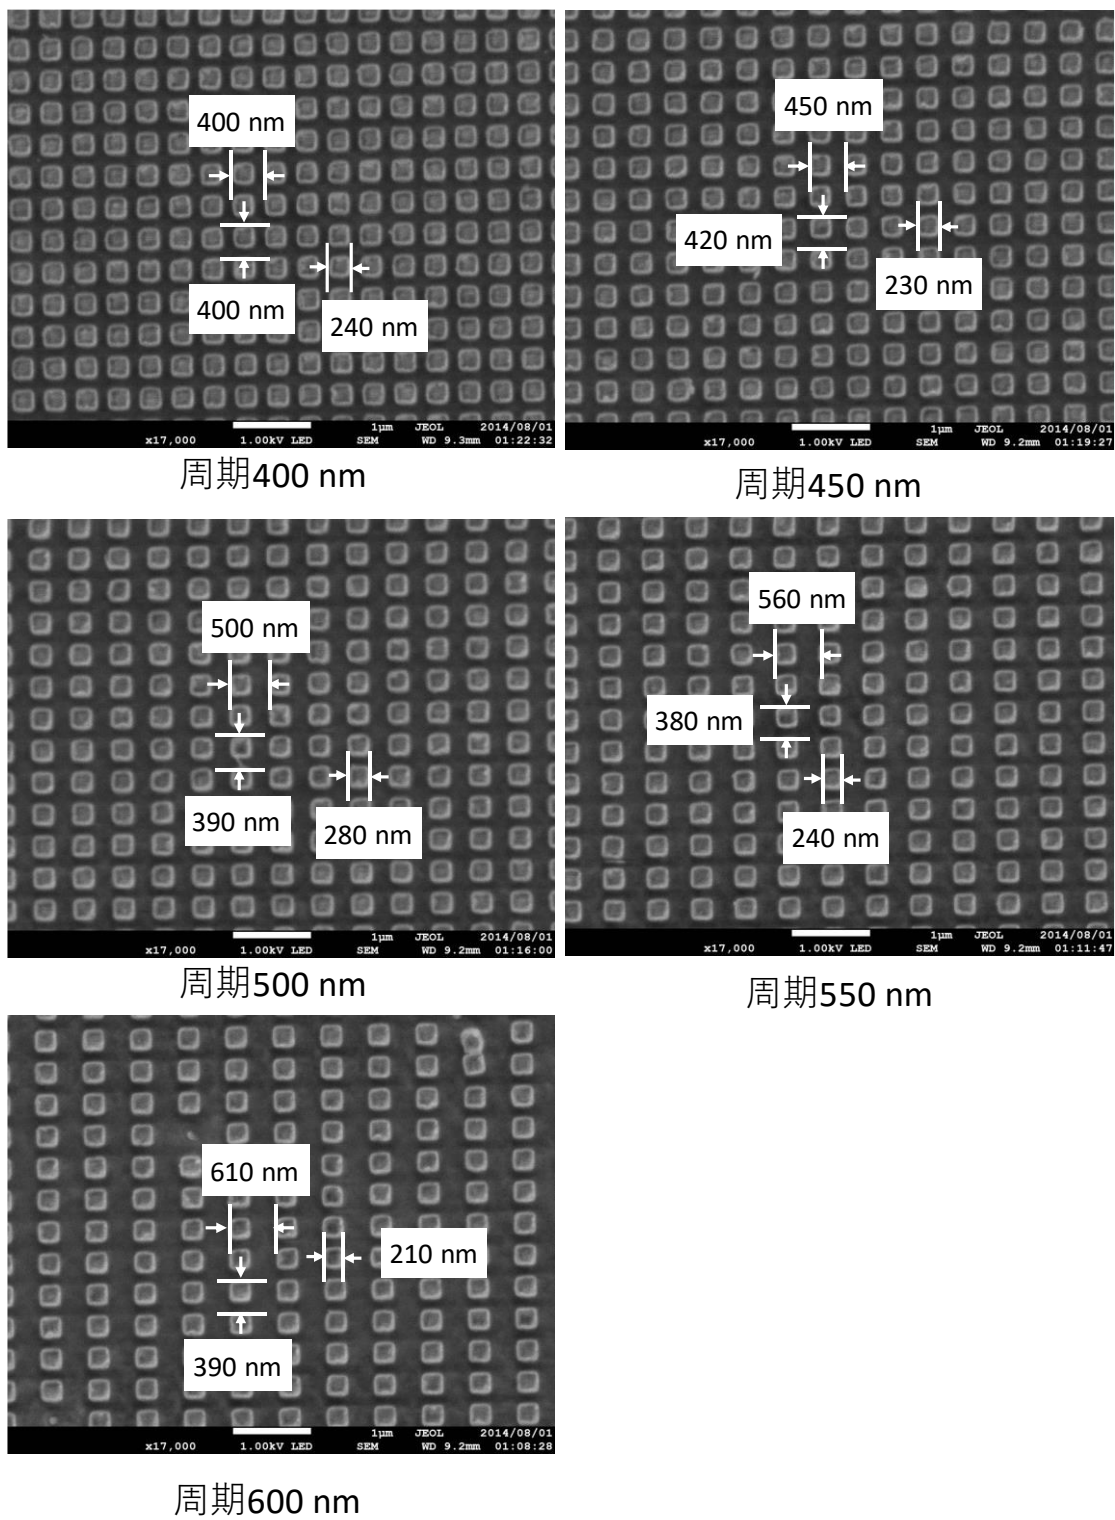 400 nm
400 nm
240 nm
1μm JEOL 2014/08/01
x17,000 1.00kV LED SEM WD 9.3mm 01:22:32
周期400 nm
450 nm
420 nm
230 nm
1μm JEOL 2014/08/01
x17,000 1.00kV LED SEM WD 9.2mm 01:19:27
周期450 nm
500 nm
390 nm
280 nm
1μm JEOL 2014/08/01
x17,000 1.00kV LED SEM WD 9.2mm 01:16:00
周期500 nm
560 nm
380 nm
240 nm
1μm JEOL 2014/08/01
x17,000 1.00kV LED SEM WD 9.2mm 01:11:47
周期550 nm
610 nm
210 nm
390 nm
1μm JEOL 2014/08/01
x17,000 1.00kV LED SEM WD 9.2mm 01:08:28
周期600 nm